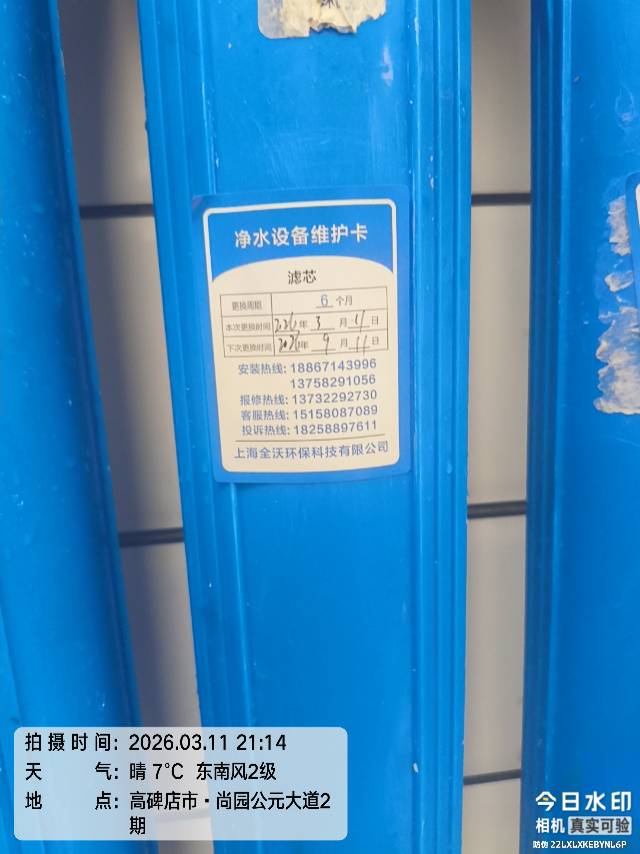 净水设备维护卡
滤芯
更换周期 6 个月
本次更换时间 2026年 3 月 11 日
下次更换时间 2026年 9 月 11 日
安装热线: 18867143996
13758291056
报修热线: 13732292730
客服热线: 15158087089
投诉热线: 18258897611
上海全沃环保科技有限公司
拍摄时间: 2026.03.11 21:14
天 气: 晴 7°C 东南风2级
地 点: 高碑店市·尚园公元大道2
期
今日水印
相机 真实可验
防伪 22LXLXKEBYNL6P